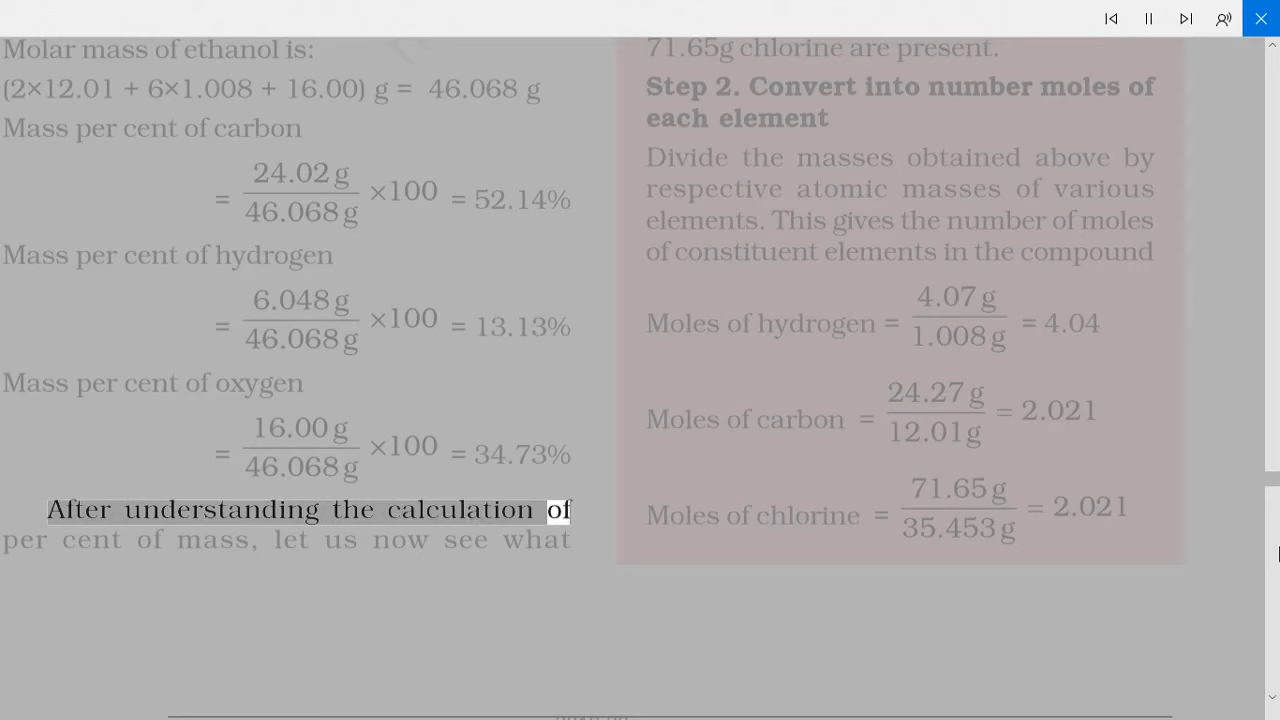 Molar mass of ethanol is:
(2×12.01 + 6×1.008 + 16.00) g = 46.068 g
Mass per cent of carbon
= 24.02 g / 46.068 g ×100 = 52.14%
Mass per cent of hydrogen
= 6.048 g / 46.068 g ×100 = 13.13%
Mass per cent of oxygen
= 16.00 g / 46.068 g ×100 = 34.73%
After understanding the calculation of
per cent of mass, let us now see what
71.65g chlorine are present.
Step 2. Convert into number moles of
each element
Divide the masses obtained above by
respective atomic masses of various
elements. This gives the number of moles
of constituent elements in the compound
Moles of hydrogen = 4.07 g / 1.008 g = 4.04
Moles of carbon = 24.27 g / 12.01 g = 2.021
Moles of chlorine = 71.65 g / 35.453 g = 2.021